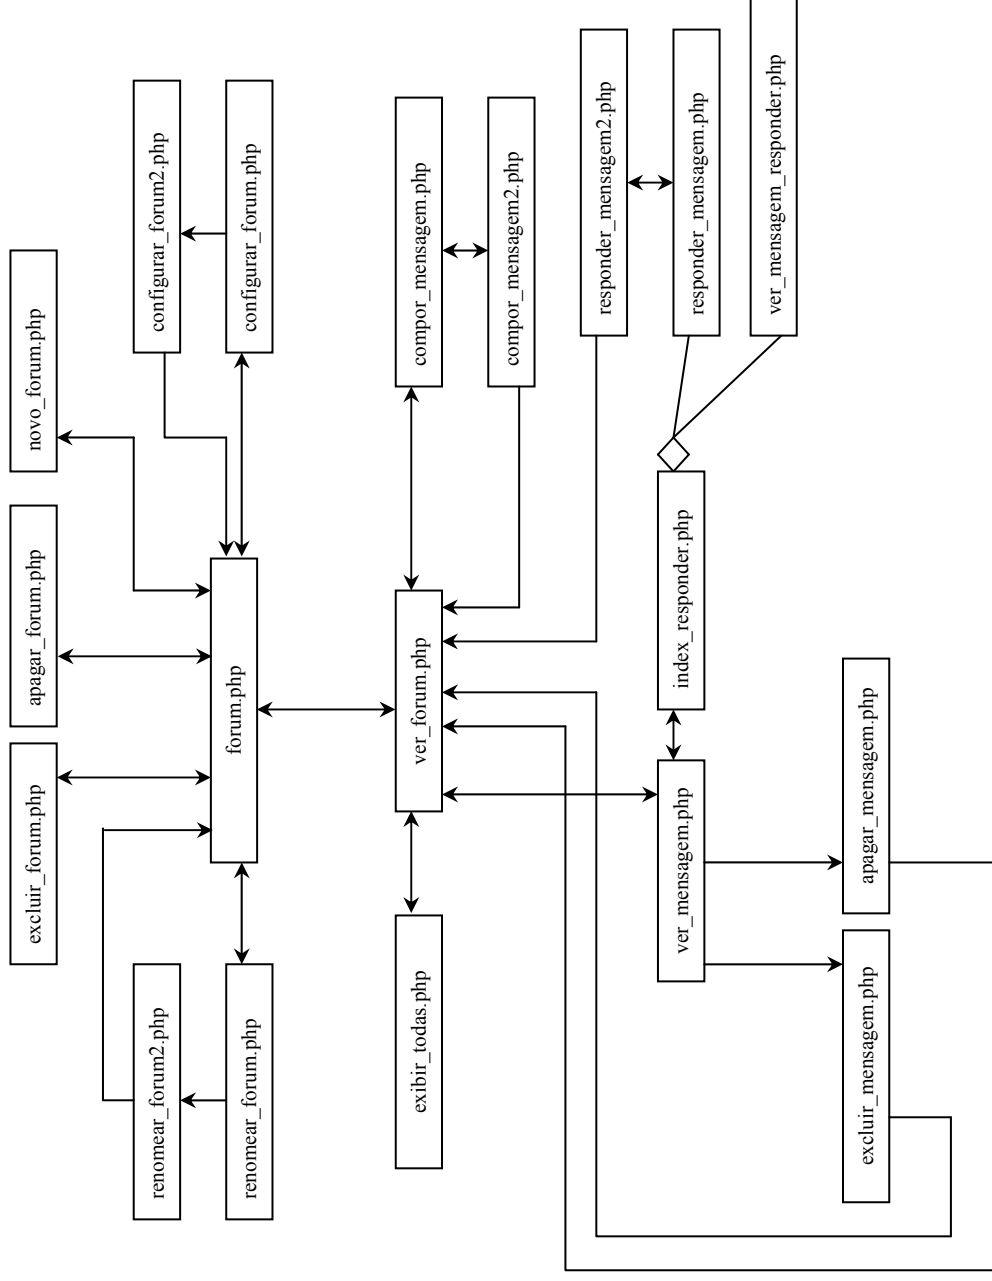 excluir_forum.php
apagar_forum.php
novo_forum.php
renomear_forum2.php
configurar_forum2.php
renomear_forum.php
forum.php
configurar_forum.php
exibir_todas.php
ver_forum.php
compor_mensagem.php
compor_mensagem2.php
responder_mensagem2.php
ver_mensagem.php
index_responder.php
responder_mensagem.php
ver_mensagem_responder.php
excluir_mensagem.php
apagar_mensagem.php